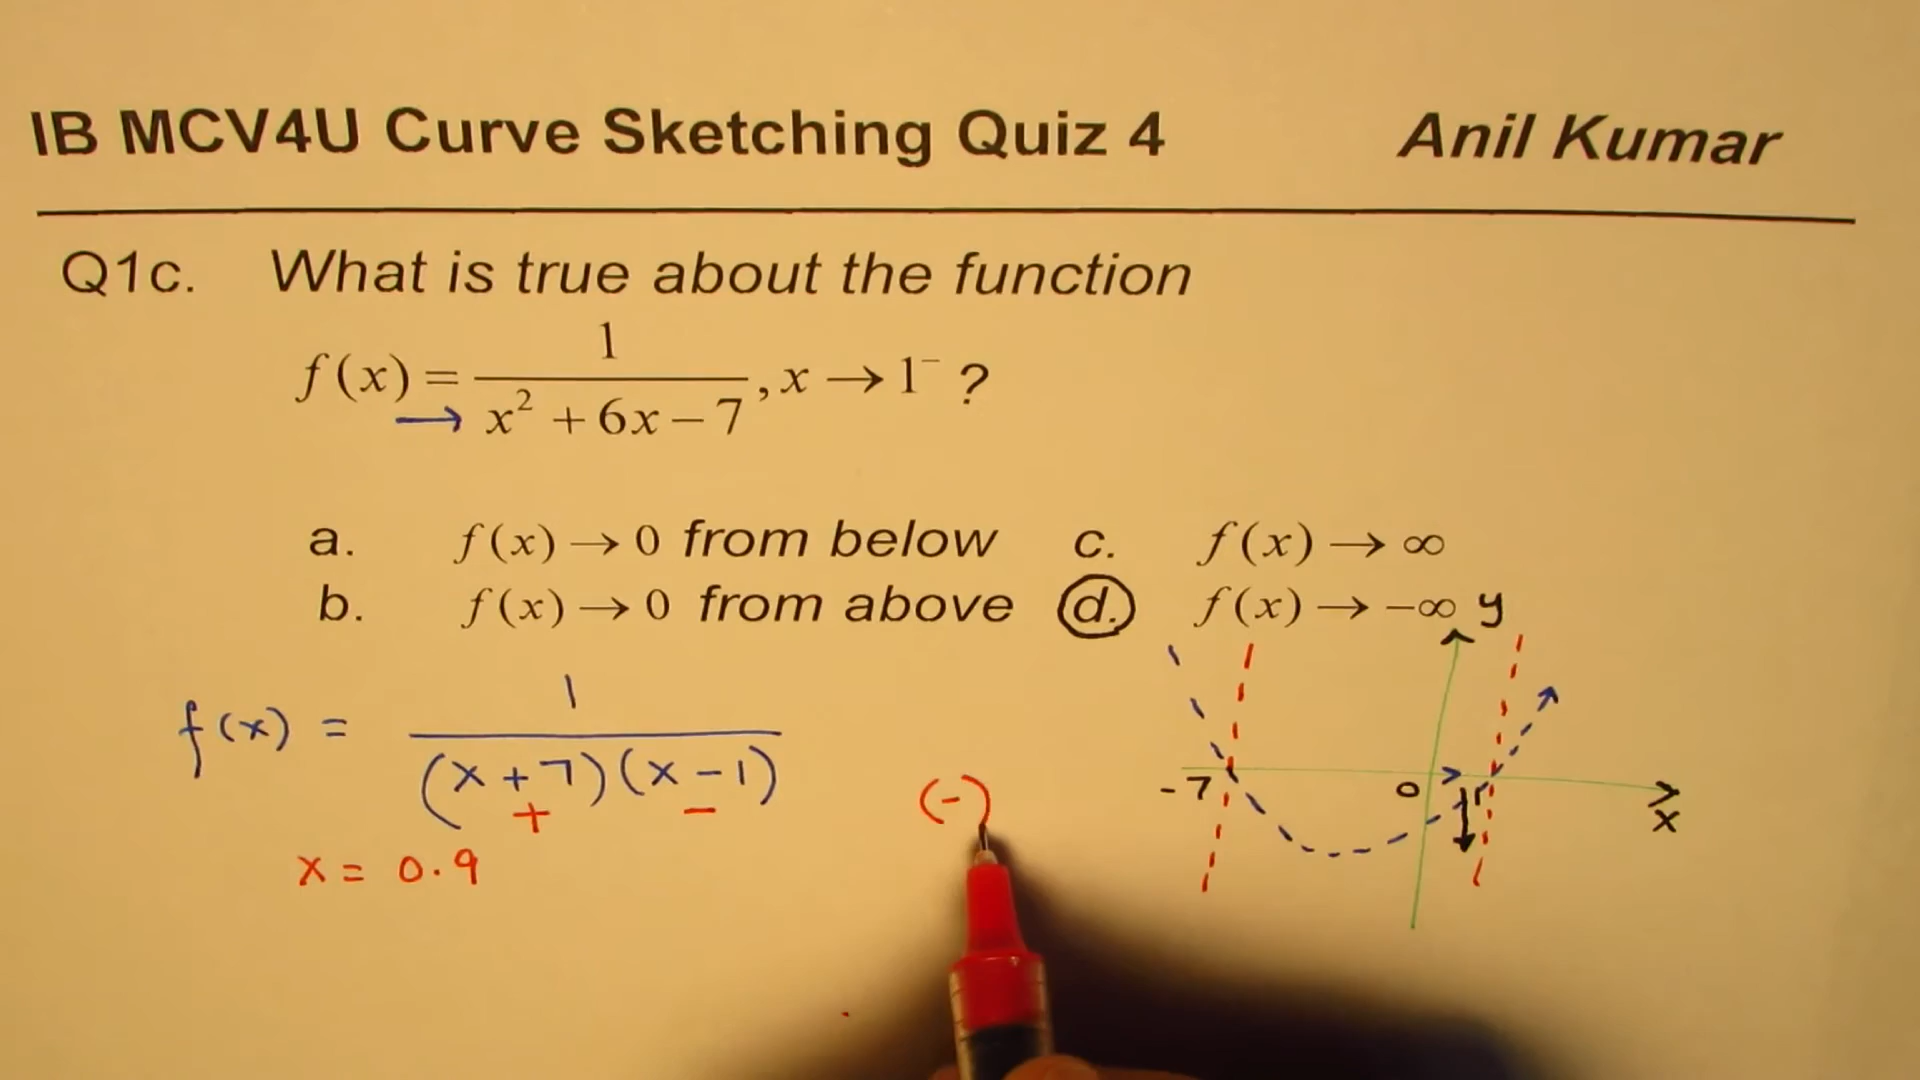 IB MCV4U Curve Sketching Quiz 4 Anil Kumar
Q1c. What is true about the function
f(x) = 1 / (x² + 6x − 7), x → 1⁻ ?
a. f(x) → 0 from below c. f(x) → ∞
b. f(x) → 0 from above d. f(x) → −∞
y
f(x) = 1 / ((x + 7)(x − 1))
+ −
(−)
-7 0 1 x
x = 0.9